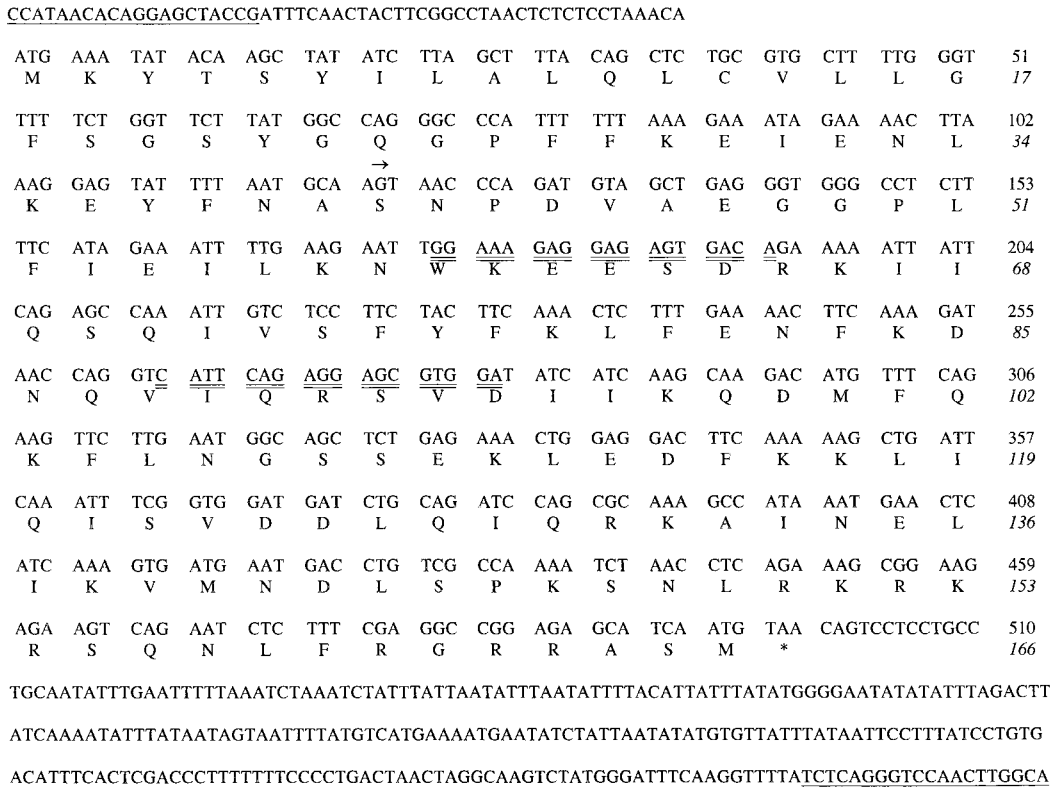 CCATAACACAGGAGCTACCGATTTCAACTACTTCGGCCTAACTCTCTCCTAAACA
ATG AAA TAT ACA AGC TAT ATC TTA GCT TTA CAG CTC TGC GTG CTT TTG GGT 51
M K Y T S Y I L A L Q L C V L L G 17
TTT TCT GGT TCT TAT GGC CAG GGC CCA TTT TTT AAA GAA ATA GAA AAC TTA 102
F S G S Y G Q G P F F K E I E N L 34
→
AAG GAG TAT TTT AAT GCA AGT AAC CCA GAT GTA GCT GAG GGT GGG CCT CTT 153
K E Y F N A S N P D V A E G G P L 51
TTC ATA GAA ATT TTG AAG AAT TGG AAA GAG GAG AGT GAC AGA AAA ATT ATT 204
F I E I L K N W K E E S D R K I I 68
CAG AGC CAA ATT GTC TCC TTC TAC TTC AAA CTC TTT GAA AAC TTC AAA GAT 255
Q S Q I V S F Y F K L F E N F K D 85
AAC CAG GTC ATT CAG AGG AGC GTG GAT ATC ATC AAG CAA GAC ATG TTT CAG 306
N Q V I Q R S V D I I K Q D M F Q 102
AAG TTC TTG AAT GGC AGC TCT GAG AAA CTG GAG GAC TTC AAA AAG CTG ATT 357
K F L N G S S E K L E D F K K L I 119
CAA ATT TCG GTG GAT GAT CTG CAG ATC CAG CGC AAA GCC ATA AAT GAA CTC 408
Q I S V D D L Q I Q R K A I N E L 136
ATC AAA GTG ATG AAT GAC CTG TCG CCA AAA TCT AAC CTC AGA AAG CGG AAG 459
I K V M N D L S P K S N L R K R K 153
AGA AGT CAG AAT CTC TTT CGA GGC CGG AGA GCA TCA ATG TAA CAGTCCTCCTGCC 510
R S Q N L F R G R R A S M * 166
TGCAATATTTGAATTTTTAAATCTAAATCTATTTATTAATATTTAATATTTTACATTATTTATATGGGGAATATATATTTAGACTT
ATCAAAATATTTATAATAGTAATTTTTATGTCATGAAAATGAATATCTATTAATATATGTGTTATTTATAATTCCTTTATCCTGTG
ACATTTCACTCGACCCTTTTTTTCCCCTGACTAACTAGGCAAGTCTATGGGATTTCAAGGTTTTATCTCAGGGTCCAACTTGGCA